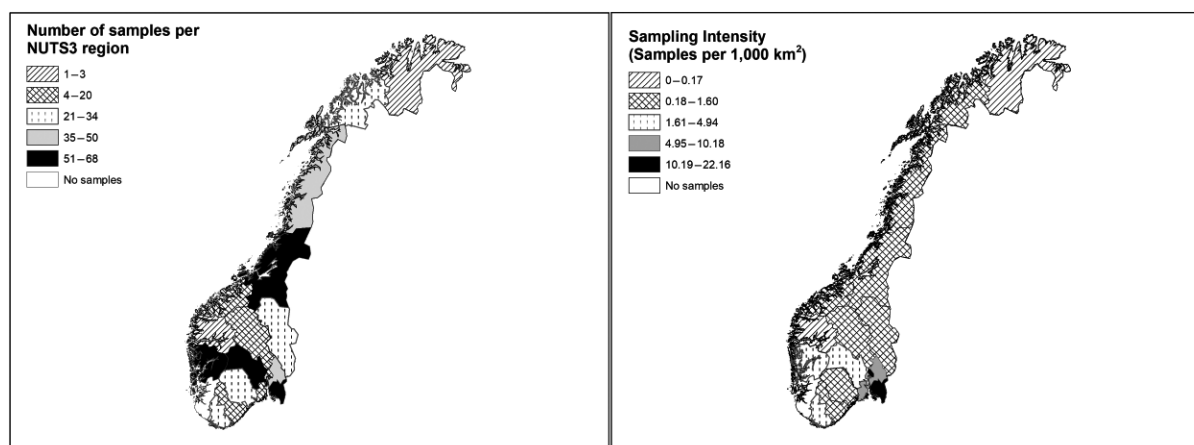 Number of samples per
NUTS3 region
1–3
4–20
21–34
35–50
51–68
No samples
Sampling Intensity
(Samples per 1,000 km²)
0–0.17
0.18–1.60
1.61–4.94
4.95–10.18
10.19–22.16
No samples